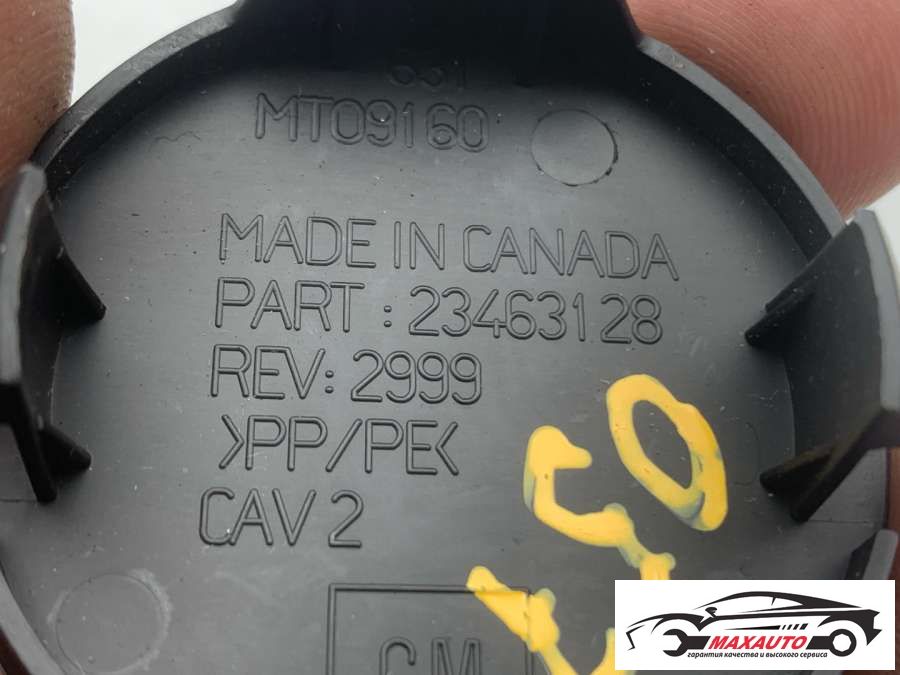 MT09160
MADE IN CANADA
PART : 23463128
REV: 2999
>PP/PE<
CAV 2
GM
MAXAUTO
гарантия качества и высокого сервиса